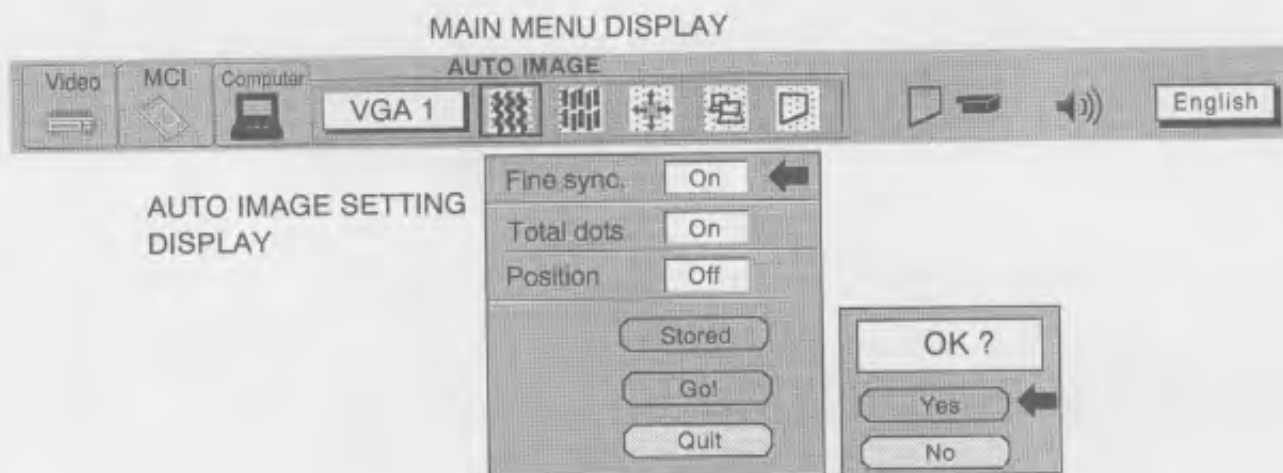 MAIN MENU DISPLAY
AUTO IMAGE
Video MCI Computer VGA 1 English
AUTO IMAGE SETTING
DISPLAY
Fine sync. On
Total dots On
Position Off
Stored
Go!
Quit
OK ?
Yes
No